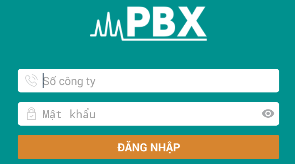 PBX
Số công ty
Mật khẩu
ĐĂNG NHẬP